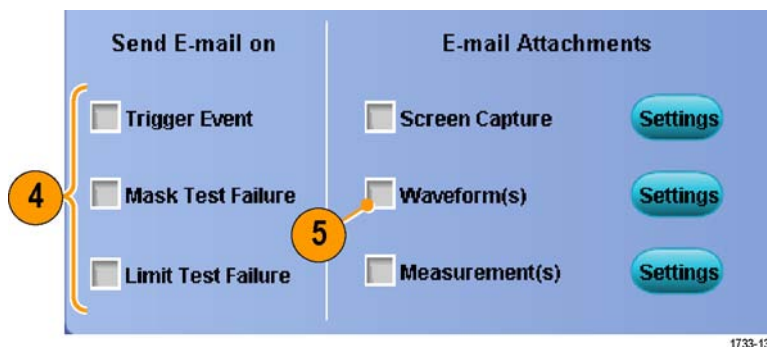 Send E-mail on
E-mail Attachments
Trigger Event
Screen Capture
Settings
4
Mask Test Failure
Waveform(s)
Settings
5
Limit Test Failure
Measurement(s)
Settings